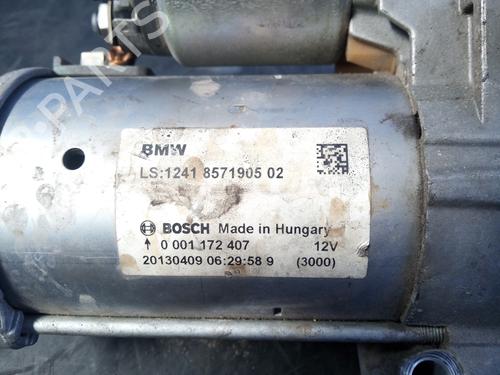 BMW
LS:1241 8571905 02
BOSCH Made in Hungary
0 001 172 407 12V
20130409 06:29:58 9 (3000)